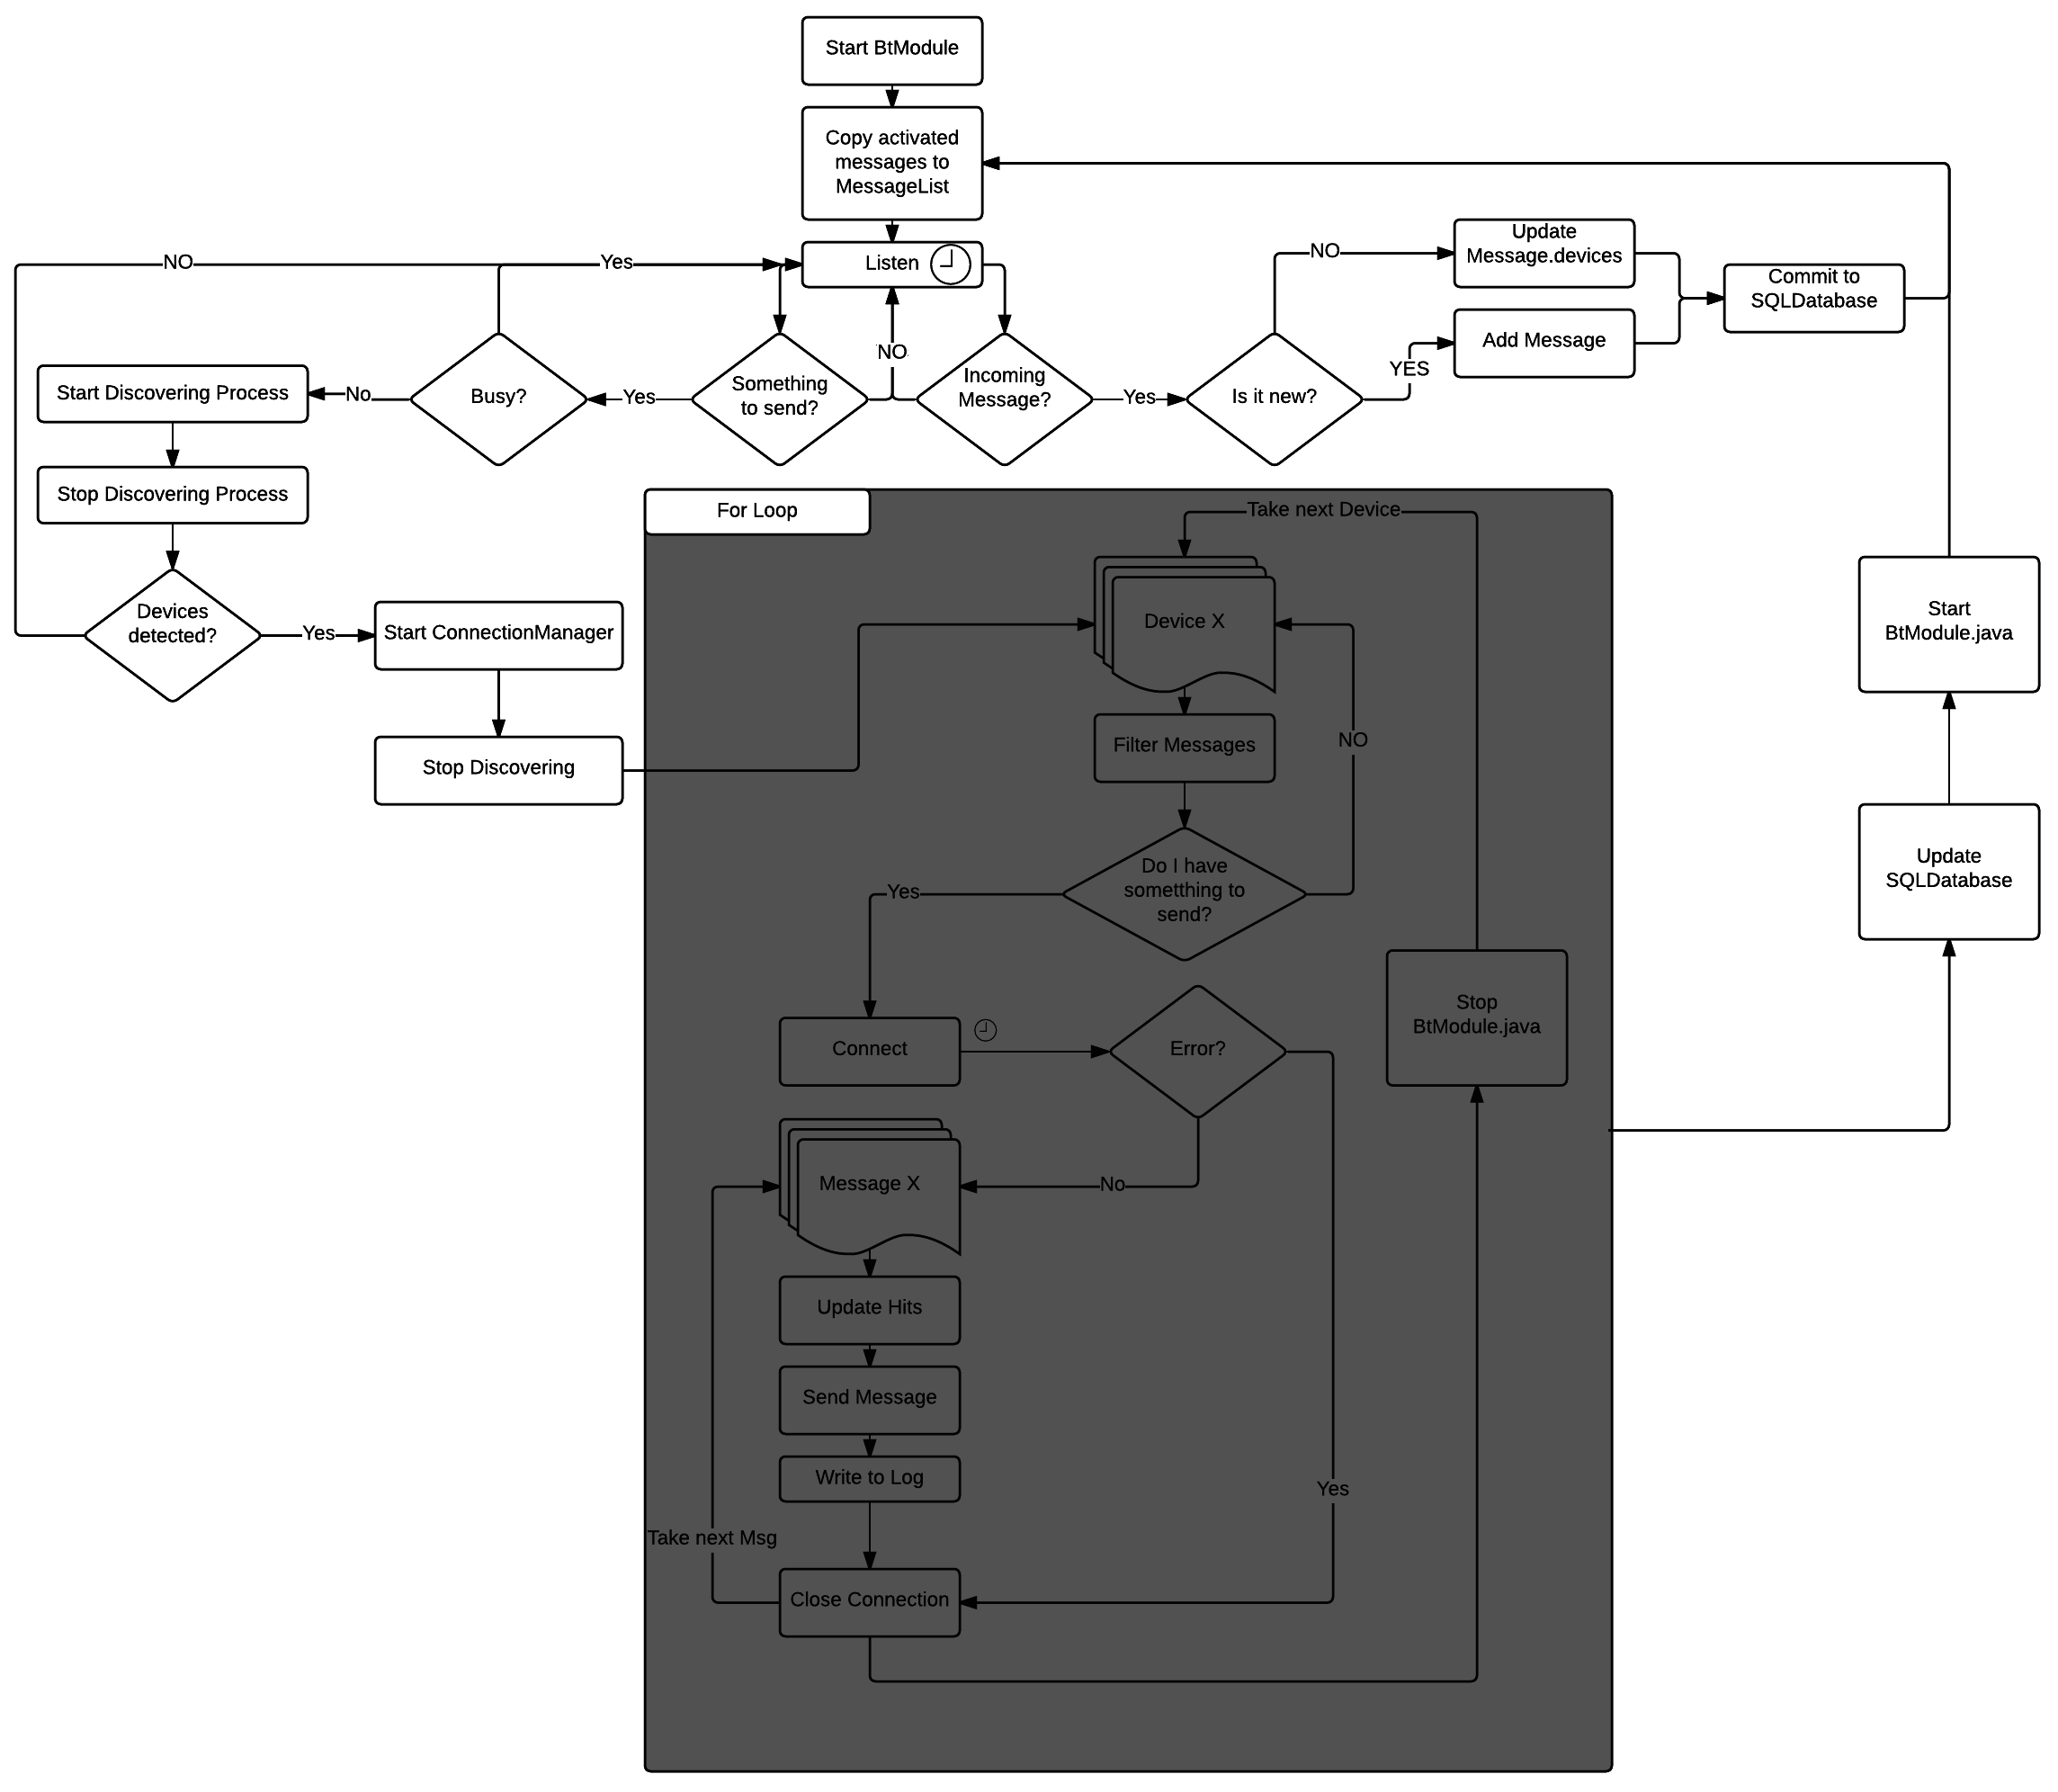 Start BtModule
Copy activated
messages to
MessageList
Listen
NO
Yes
NO
Update
Message.devices
Commit to
SQLDatabase
Add Message
YES
NO
Start Discovering Process
No
Busy?
Yes
Something
to send?
Incoming
Message?
Yes
Is it new?
Stop Discovering Process
For Loop
Take next Device
Devices
detected?
Yes
Start ConnectionManager
Device X
Start
BtModule.java
Stop Discovering
Filter Messages
NO
Do I have
sometthing to
send?
Yes
Update
SQLDatabase
Stop
BtModule.java
Connect
Error?
Message X
No
Update Hits
Send Message
Write to Log
Yes
Take next Msg
Close Connection